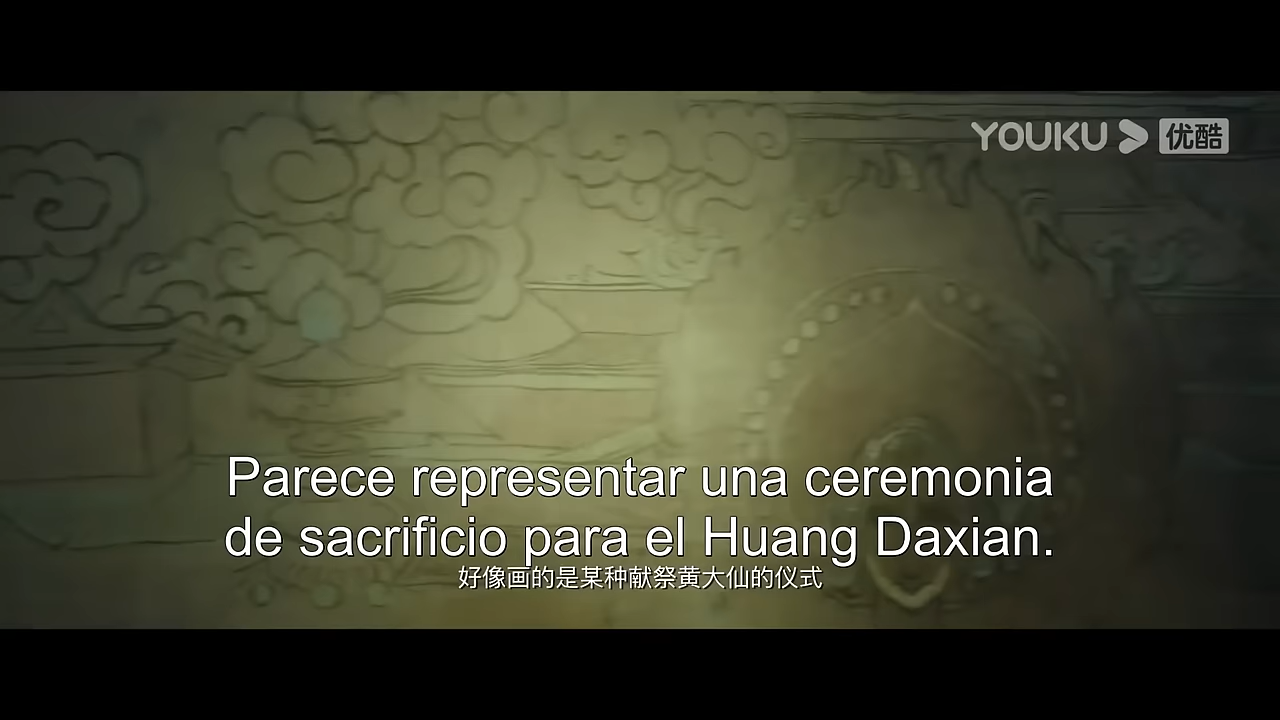 YOUKU 优酷
Parece representar una ceremonia
de sacrificio para el Huang Daxian.
好像画的是某种献祭黄大仙的仪式